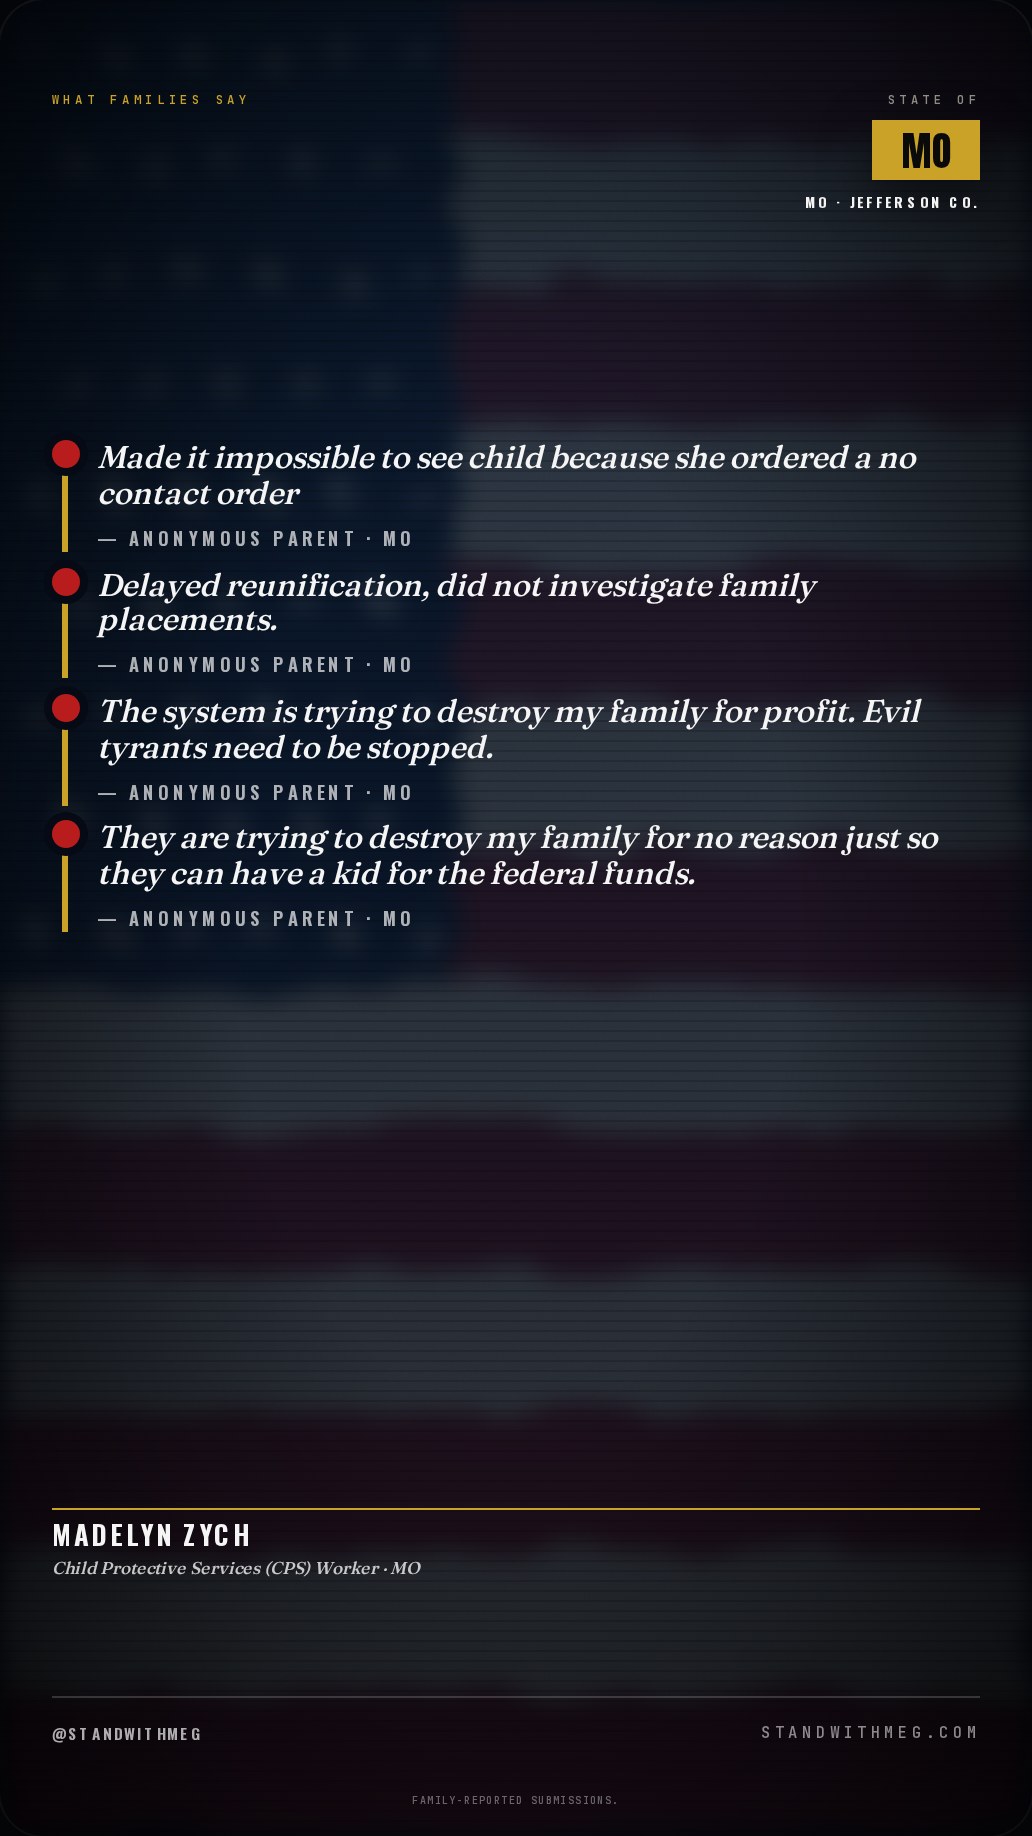 WHAT FAMILIES SAY
STATE OF
MO
MO · JEFFERSON CO.
Made it impossible to see child because she ordered a no
contact order
— ANONYMOUS PARENT · MO
Delayed reunification, did not investigate family
placements.
— ANONYMOUS PARENT · MO
The system is trying to destroy my family for profit. Evil
tyrants need to be stopped.
— ANONYMOUS PARENT · MO
They are trying to destroy my family for no reason just so
they can have a kid for the federal funds.
— ANONYMOUS PARENT · MO
MADELYN ZYCH
Child Protective Services (CPS) Worker · MO
@STANDWITHMEG
STANDWITHMEG.COM
FAMILY-REPORTED SUBMISSIONS.